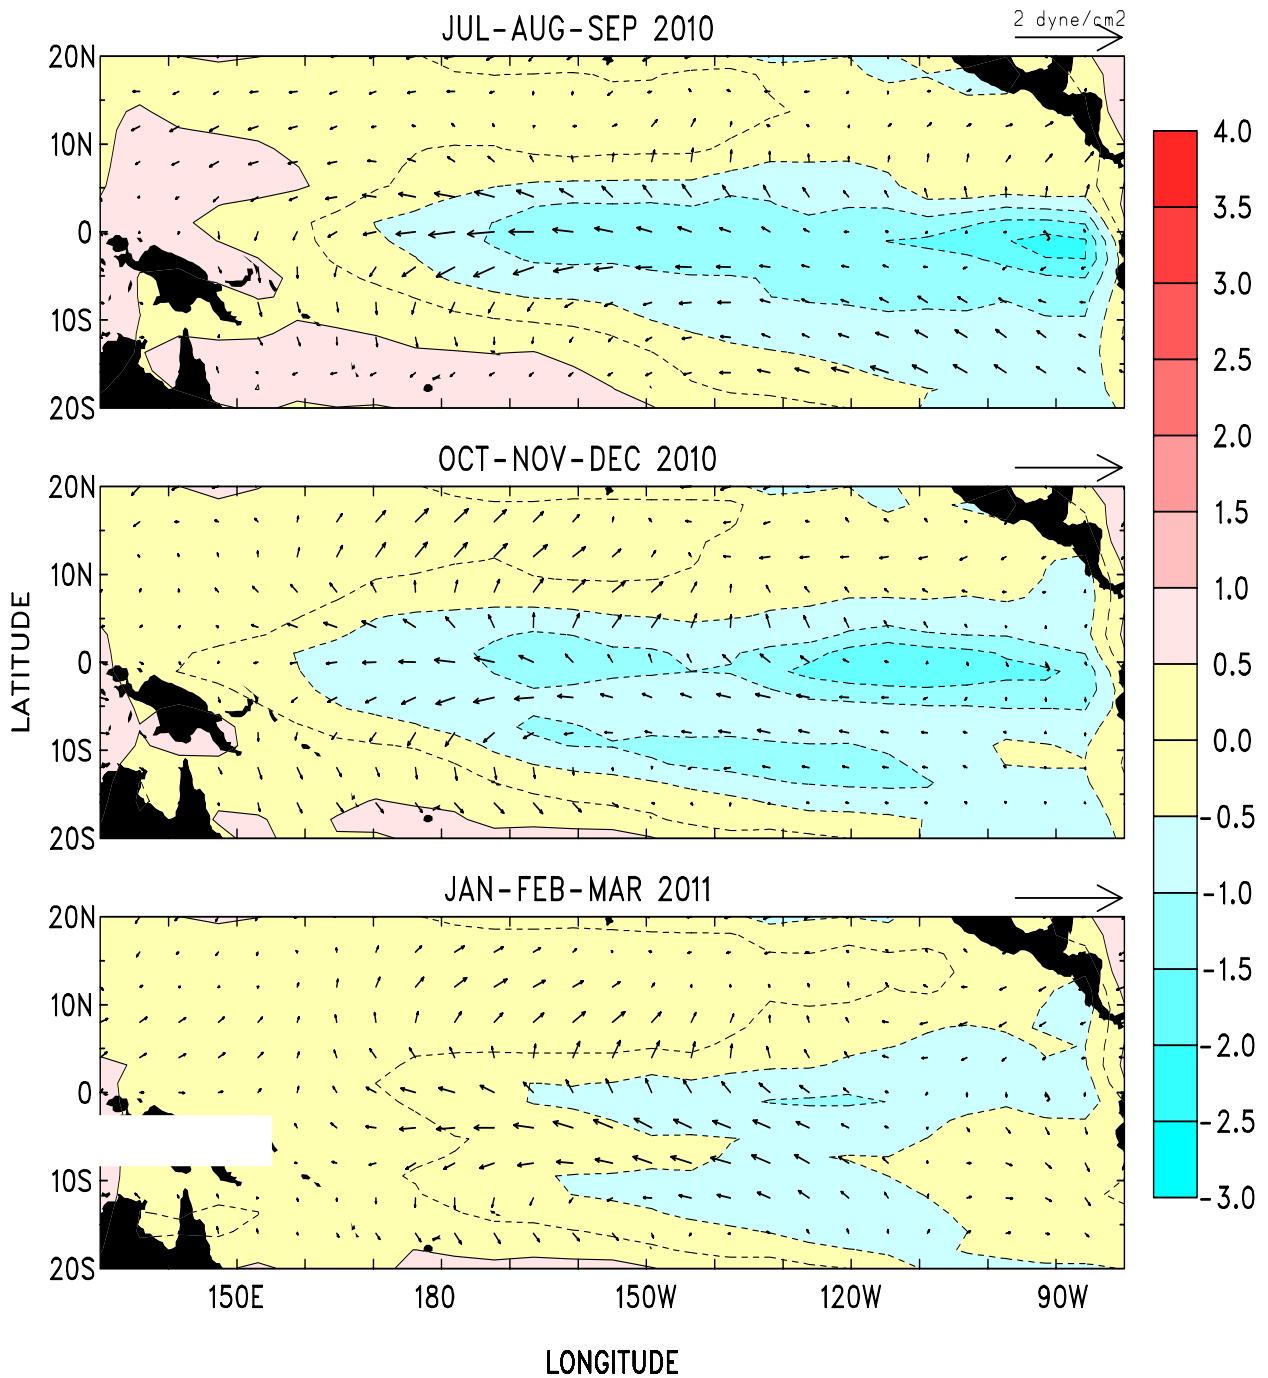 JUL-AUG-SEP 2010
2 dyne/cm2
20N
10N
0
10S
20S
OCT-NOV-DEC 2010
20N
10N
0
10S
20S
LATITUDE
JAN-FEB-MAR 2011
20N
10N
0
10S
20S
150E 180 150W 120W 90W
LONGITUDE
4.0
3.5
3.0
2.5
2.0
1.5
1.0
0.5
0.0
-0.5
-1.0
-1.5
-2.0
-2.5
-3.0